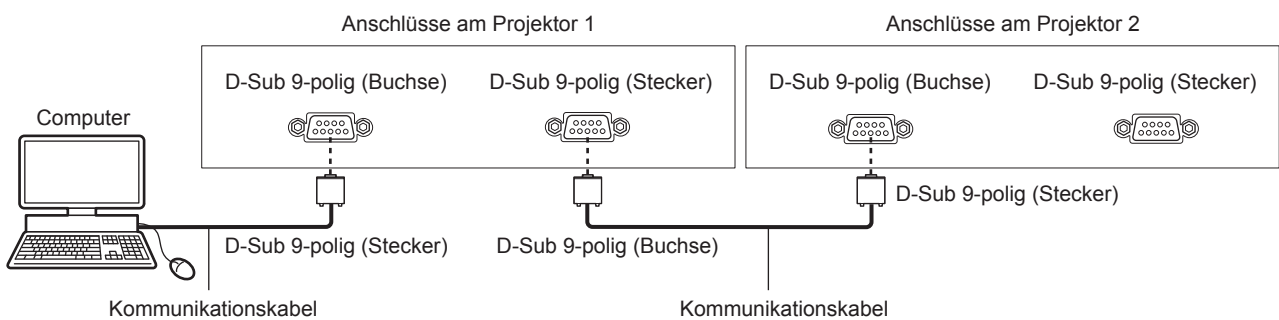 Anschlüsse am Projektor 1
Anschlüsse am Projektor 2
D-Sub 9-polig (Buchse)
D-Sub 9-polig (Stecker)
D-Sub 9-polig (Buchse)
D-Sub 9-polig (Stecker)
Computer
D-Sub 9-polig (Stecker)
D-Sub 9-polig (Stecker)
D-Sub 9-polig (Buchse)
Kommunikationskabel
Kommunikationskabel